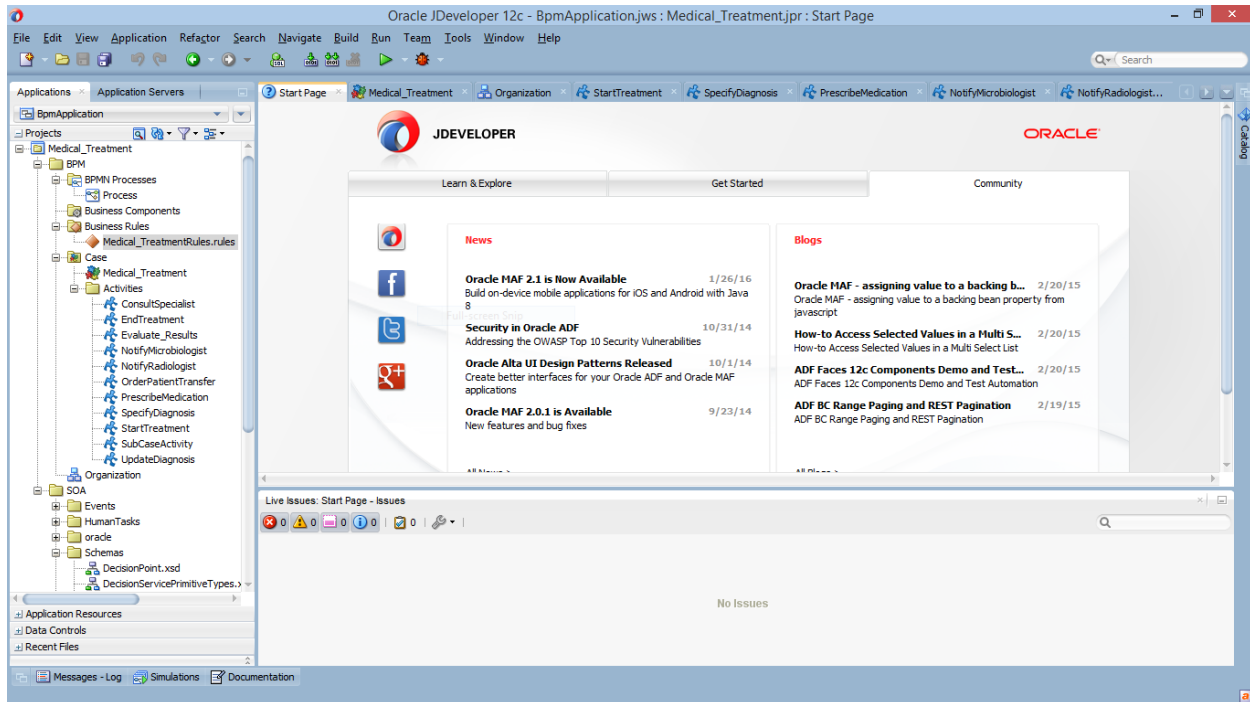 Oracle JDeveloper 12c - BpmApplication.jws : Medical_Treatment.jpr : Start Page
File Edit View Application Refactor Search Navigate Build Run Team Tools Window Help
Search
Applications Application Servers
BpmApplication
Projects
Medical_Treatment
BPM
BPMN Processes
Process
Business Components
Business Rules
Medical_TreatmentRules.rules
Case
Medical_Treatment
Activities
ConsultSpecialist
EndTreatment
Evaluate_Results
NotifyMicrobiologist
NotifyRadiologist
OrderPatientTransfer
PrescribeMedication
SpecifyDiagnosis
StartTreatment
SubCaseActivity
UpdateDiagnosis
Organization
SOA
Events
HumanTasks
oracle
Schemas
DecisionPoint.xsd
DecisionServicePrimitiveTypes.x
Application Resources
Data Controls
Recent Files
Start Page Medical_Treatment Organization StartTreatment SpecifyDiagnosis PrescribeMedication NotifyMicrobiologist NotifyRadiologist...
Catalog
JDEVELOPER
ORACLE
Learn & Explore Get Started Community
News
Oracle MAF 2.1 is Now Available 1/26/16
Build on-device mobile applications for iOS and Android with Java
8
Full-screen Snip
Security in Oracle ADF 10/31/14
Addressing the OWASP Top 10 Security Vulnerabilities
Oracle Alta UI Design Patterns Released 10/1/14
Create better interfaces for your Oracle ADF and Oracle MAF
applications
Oracle MAF 2.0.1 is Available 9/23/14
New features and bug fixes
Blogs
Oracle MAF - assigning value to a backing b... 2/20/15
Oracle MAF - assigning value to a backing bean property from
javascript
How-to Access Selected Values in a Multi S... 2/20/15
How-to Access Selected Values in a Multi Select List
ADF Faces 12c Components Demo and Test... 2/20/15
ADF Faces 12c Components Demo and Test Automation
ADF BC Range Paging and REST Pagination 2/19/15
ADF BC Range Paging and REST Pagination
Live Issues: Start Page - Issues
0 0 0 0 0
No Issues
Messages - Log Simulations Documentation